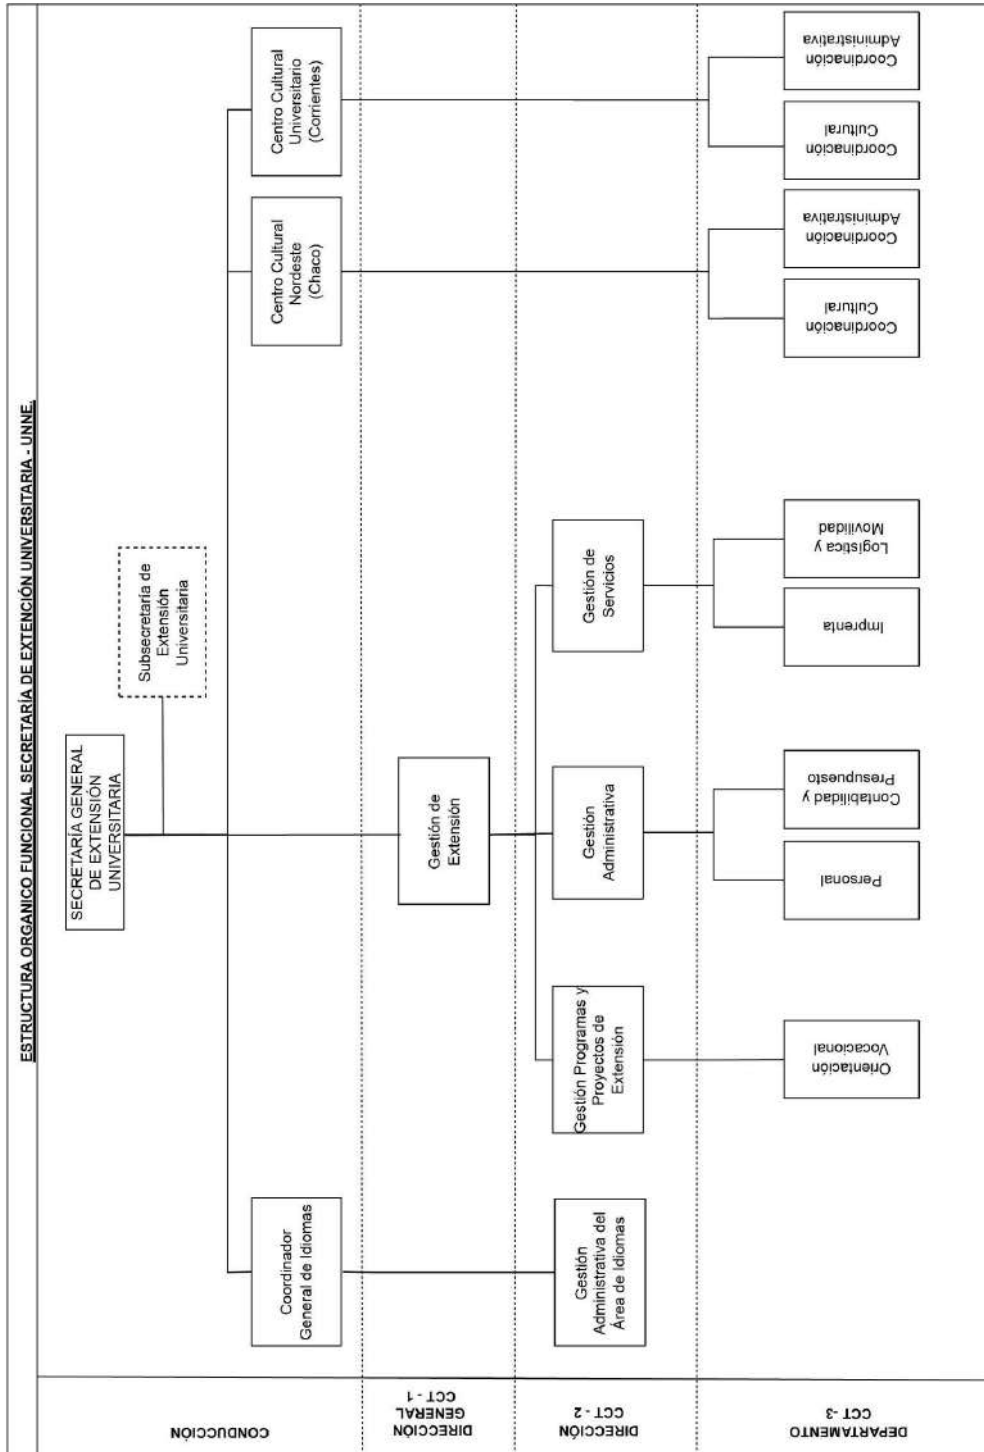 ESTRUCTURA ORGANICO FUNCIONAL SECRETARÍA DE EXTENCIÓN UNIVERSITARIA - UNNE.
CONDUCCIÓN
SECRETARÍA GENERAL
DE EXTENSIÓN
UNIVERSITARIA
Subsecretaría de
Extensión
Universitaria
Coordinador
General de Idiomas
Centro Cultural
Nordeste
(Chaco)
Centro Cultural
Universitario
(Corrientes)
DIRECCIÓN
GENERAL
CCT - 1
Gestión de
Extensión
DIRECCIÓN
CCT - 2
Gestión
Administrativa del
Área de Idiomas
Gestión Programas y
Proyectos de
Extensión
Gestión
Administrativa
Gestión de
Servicios
DEPARTAMENTO
CCT -3
Orientación
Vocacional
Personal
Contabilidad y
Presupuesto
Imprenta
Logística y
Movilidad
Coordinación
Cultural
Coordinación
Administrativa
Coordinación
Cultural
Coordinación
Administrativa